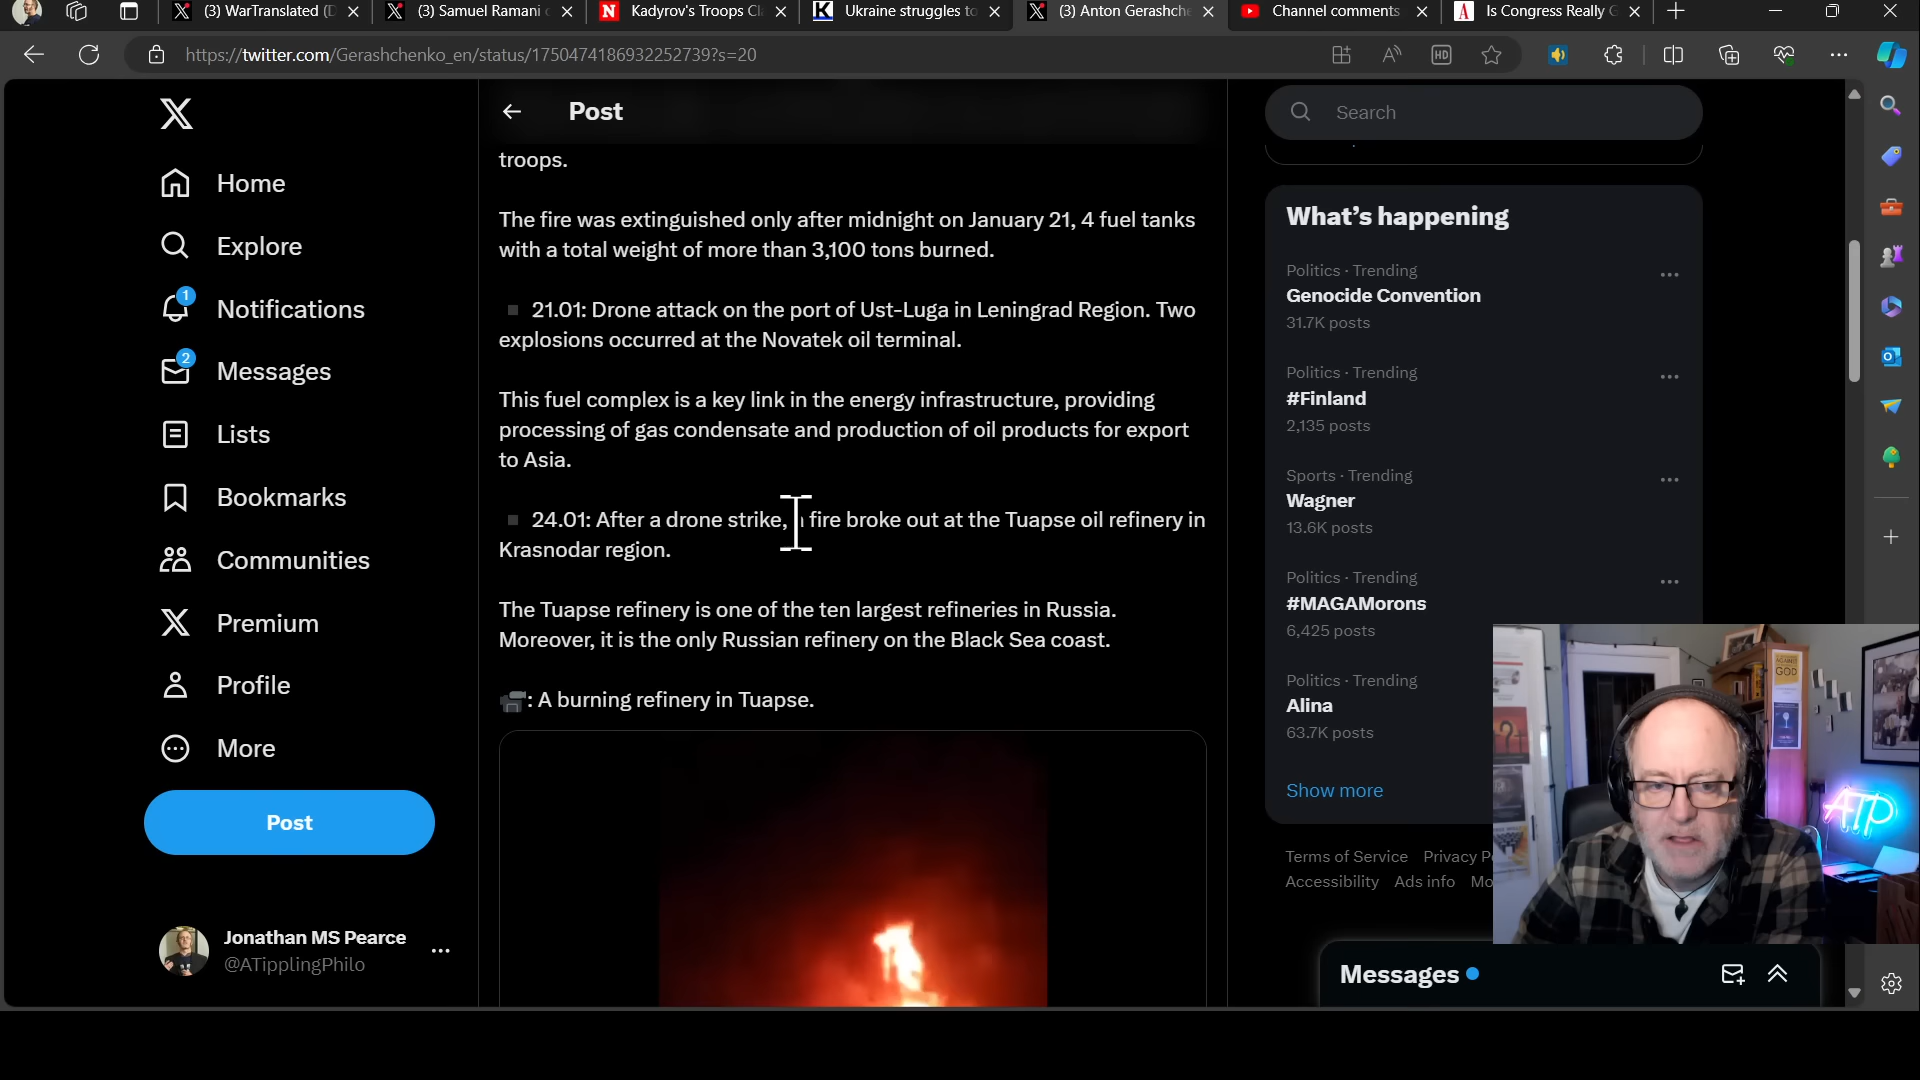 (3) WarTranslated (D
(3) Samuel Ramani
Kadyrov's Troops Cl
Ukraine struggles to
(3) Anton Gerashche
Channel comments
Is Congress Really G
https://twitter.com/Gerashchenko_en/status/1750474186932252739?s=20
Home
Explore
Notifications
1
Messages
2
Lists
Bookmarks
Communities
Premium
Profile
More
Post
Jonathan MS Pearce
@ATipplingPhilo
Post
troops.
The fire was extinguished only after midnight on January 21, 4 fuel tanks
with a total weight of more than 3,100 tons burned.
21.01: Drone attack on the port of Ust-Luga in Leningrad Region. Two
explosions occurred at the Novatek oil terminal.
This fuel complex is a key link in the energy infrastructure, providing
processing of gas condensate and production of oil products for export
to Asia.
24.01: After a drone strike, a fire broke out at the Tuapse oil refinery in
Krasnodar region.
The Tuapse refinery is one of the ten largest refineries in Russia.
Moreover, it is the only Russian refinery on the Black Sea coast.
: A burning refinery in Tuapse.
Search
What's happening
Politics · Trending
Genocide Convention
31.7K posts
Politics · Trending
#Finland
2,135 posts
Sports · Trending
Wagner
13.6K posts
Politics · Trending
#MAGAMorons
6,425 posts
Politics · Trending
Alina
63.7K posts
Show more
Terms of Service Privacy P
Accessibility Ads info Mo
Messages
GOD
ATP